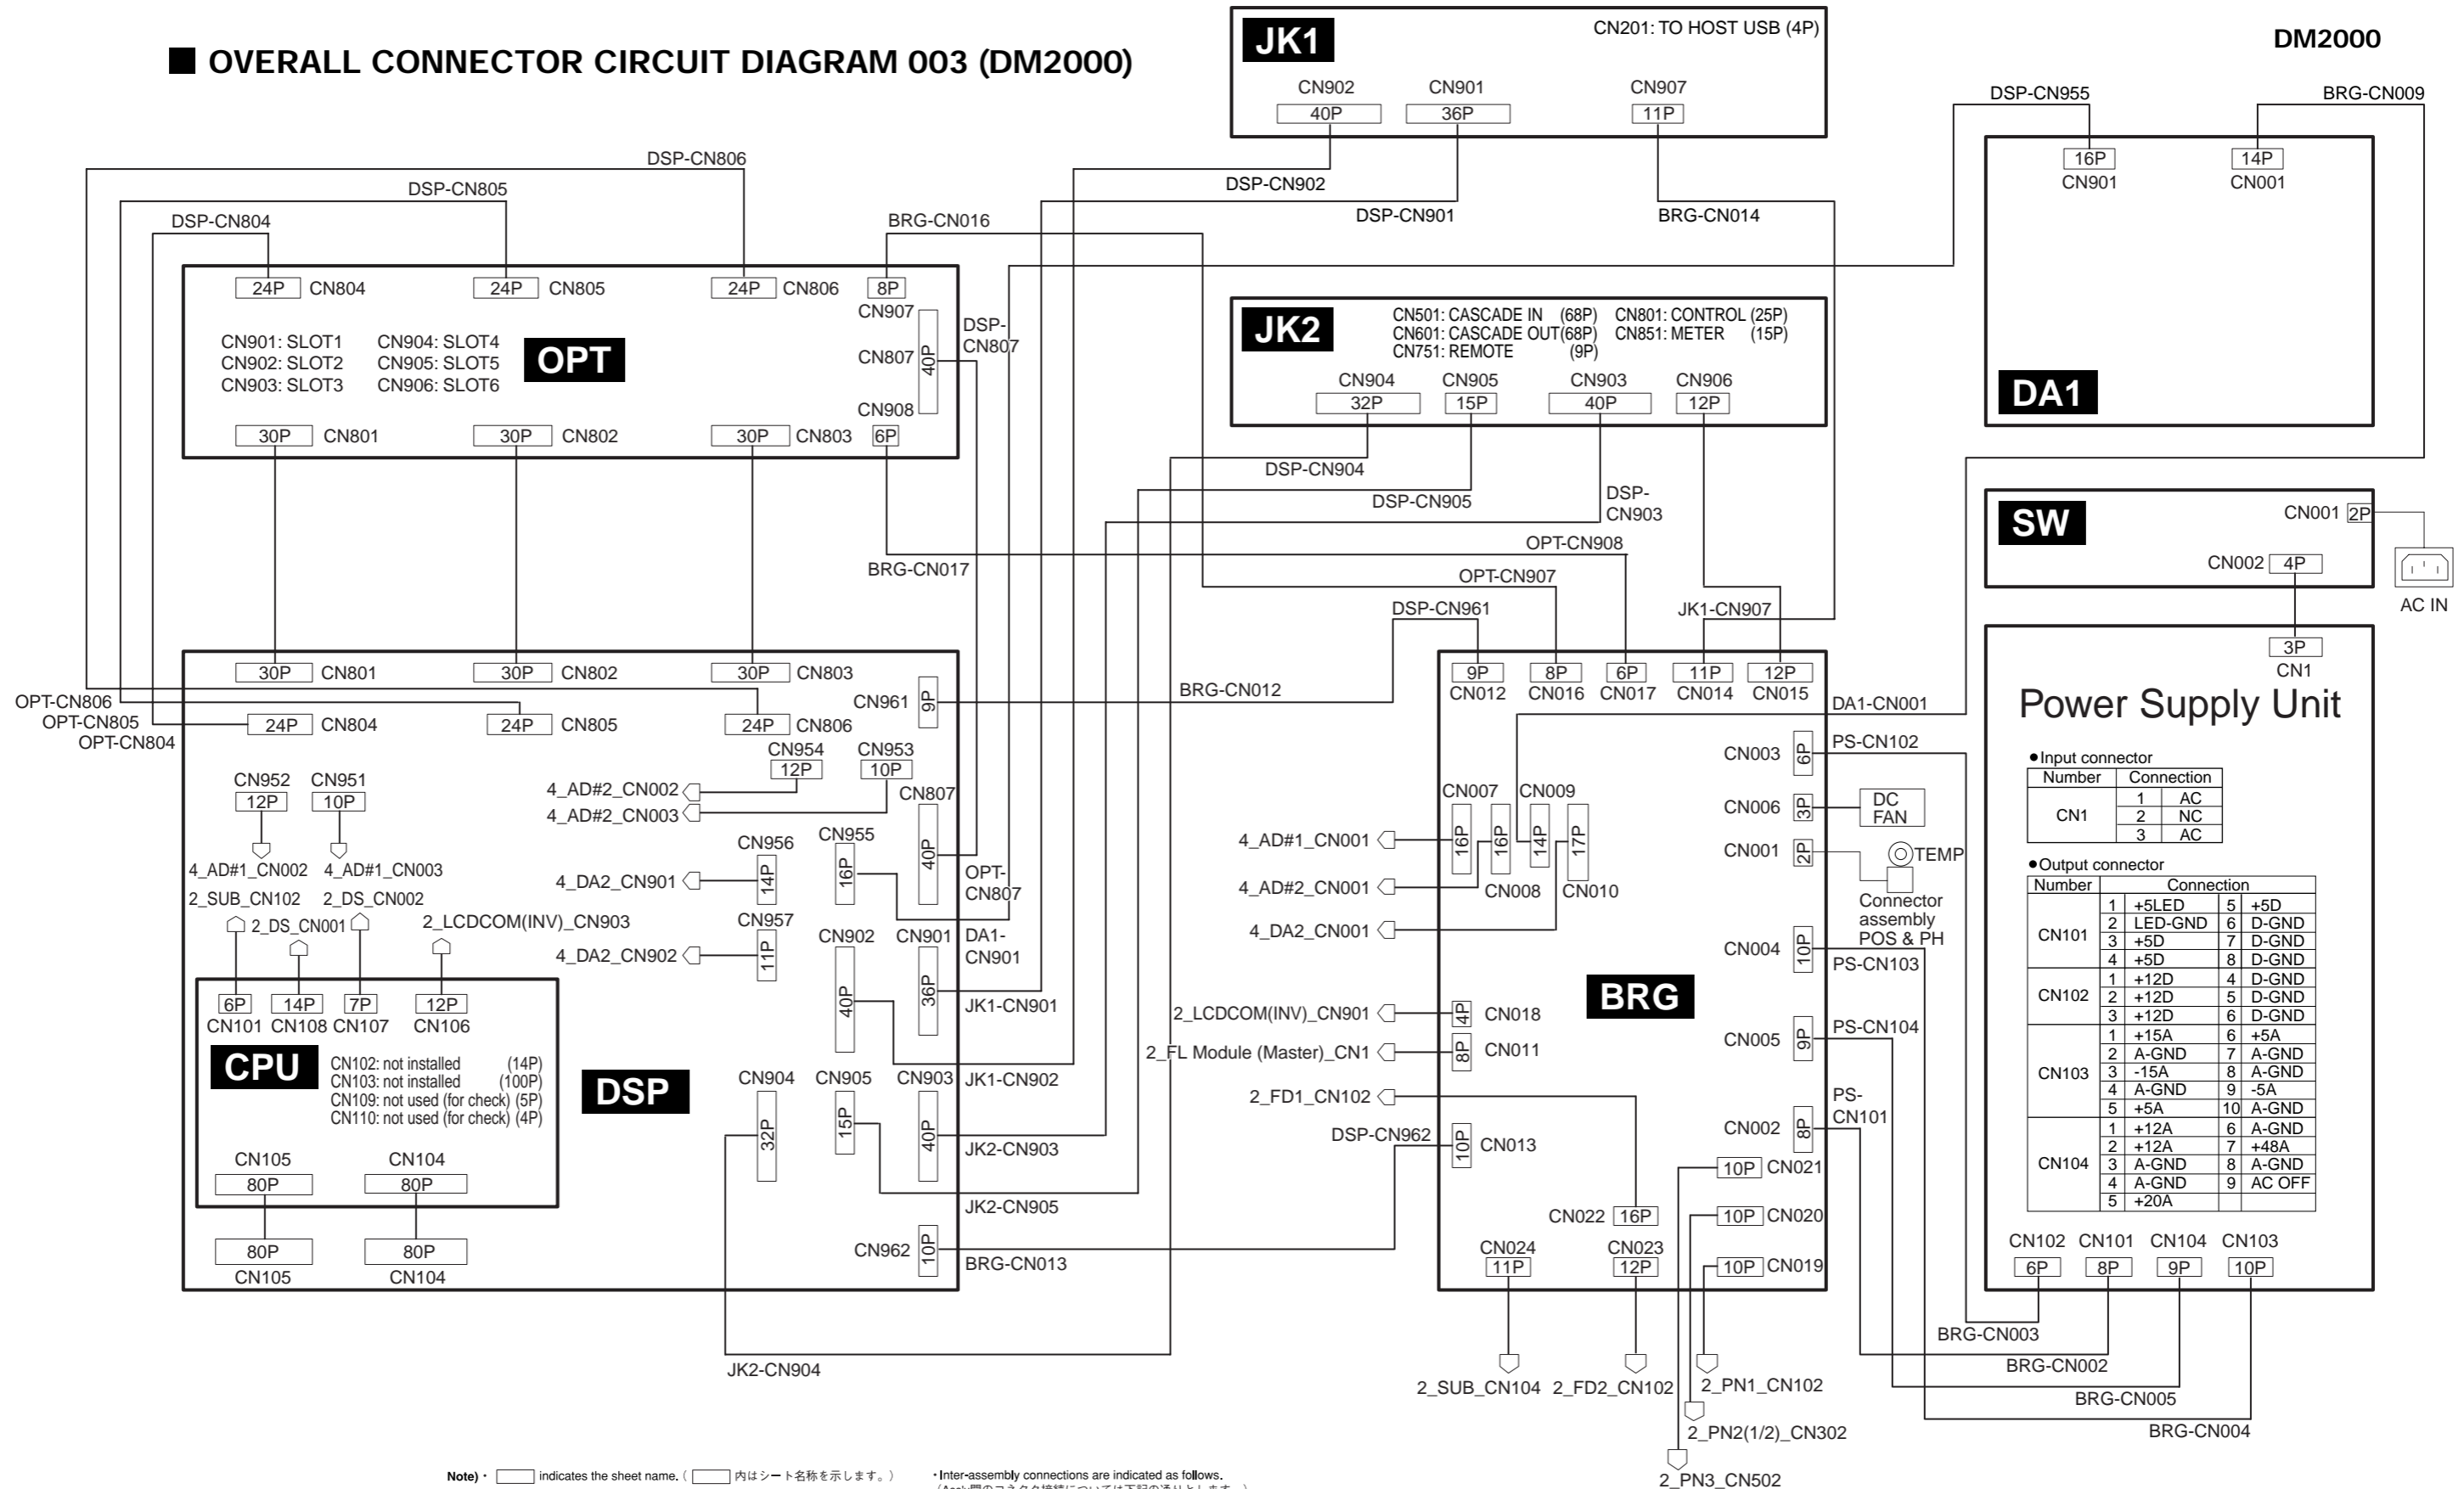 ■ OVERALL CONNECTOR CIRCUIT DIAGRAM 003 (DM2000)
DM2000
JK1
CN201: TO HOST USB (4P)
CN902
CN901
CN907
40P
36P
11P
DSP-CN902
DSP-CN901
BRG-CN014
DSP-CN955
BRG-CN009
16P
14P
CN901
CN001
DA1
DSP-CN806
DSP-CN805
DSP-CN804
BRG-CN016
24P CN804
24P CN805
24P CN806
8P
CN907
CN901: SLOT1
CN902: SLOT2
CN903: SLOT3
CN904: SLOT4
CN905: SLOT5
CN906: SLOT6
OPT
CN807
40P
DSP-
CN807
CN908
30P CN801
30P CN802
30P CN803
6P
BRG-CN017
JK2
CN501: CASCADE IN (68P)
CN601: CASCADE OUT(68P)
CN751: REMOTE (9P)
CN801: CONTROL (25P)
CN851: METER (15P)
CN904
CN905
CN903
CN906
32P
15P
40P
12P
DSP-CN904
DSP-CN905
DSP-
CN903
OPT-CN908
OPT-CN907
DSP-CN961
JK1-CN907
SW
CN001 2P
CN002 4P
AC IN
3P
CN1
Power Supply Unit
●Input connector
Number Connection
CN1
1 AC
2 NC
3 AC
●Output connector
Number Connection
CN101
1 +5LED 5 +5D
2 LED-GND 6 D-GND
3 +5D 7 D-GND
4 +5D 8 D-GND
CN102
1 +12D 4 D-GND
2 +12D 5 D-GND
3 +12D 6 D-GND
CN103
1 +15A 6 +5A
2 A-GND 7 A-GND
3 -15A 8 A-GND
4 A-GND 9 -5A
5 +5A 10 A-GND
CN104
1 +12A 6 A-GND
2 +12A 7 +48A
3 A-GND 8 A-GND
4 A-GND 9 AC OFF
5 +20A
CN102 CN101 CN104 CN103
6P 8P 9P 10P
BRG-CN003
BRG-CN002
BRG-CN005
BRG-CN004
30P CN801
30P CN802
30P CN803
OPT-CN806
OPT-CN805
OPT-CN804
24P CN804
24P CN805
24P CN806
CN961 9P
BRG-CN012
CN954
12P
CN953
10P
CN952
12P
CN951
10P
4_AD#2_CN002
4_AD#2_CN003
CN807
40P
OPT-
CN807
4_AD#1_CN002
4_AD#1_CN003
CN956
14P
CN955
16P
4_DA2_CN901
2_SUB_CN102
2_DS_CN002
2_DS_CN001
2_LCDCOM(INV)_CN903
CN957
11P
4_DA2_CN902
CN902
40P
CN901
36P
DA1-
CN901
JK1-CN901
6P 14P 7P 12P
CN101 CN108 CN107 CN106
CPU
CN102: not installed (14P)
CN103: not installed (100P)
CN109: not used (for check) (5P)
CN110: not used (for check) (4P)
DSP
CN904
32P
CN905
15P
CN903
40P
JK1-CN902
JK2-CN903
JK2-CN905
CN105
80P
CN104
80P
80P
CN105
80P
CN104
CN962 10P
BRG-CN013
JK2-CN904
9P 8P 6P 11P 12P
CN012 CN016 CN017 CN014 CN015
DA1-CN001
CN003 6P
PS-CN102
CN006 3P
DC
FAN
CN001 2P
TEMP
Connector
assembly
POS & PH
CN007
16P
16P
CN008
CN009
14P
17P
CN010
4_AD#1_CN001
4_AD#2_CN001
4_DA2_CN001
CN004 10P
PS-CN103
BRG
2_LCDCOM(INV)_CN901
4P CN018
2_FL Module (Master)_CN1
8P CN011
CN005 9P
PS-CN104
2_FD1_CN102
PS-
CN101
CN002 8P
DSP-CN962
10P CN013
10P CN021
CN022 16P
10P CN020
CN024
11P
CN023
12P
10P CN019
2_SUB_CN104
2_FD2_CN102
2_PN1_CN102
2_PN2(1/2)_CN302
2_PN3_CN502
Note) • indicates the sheet name. ( 内はシート名称を示します。)
• Inter-assembly connections are indicated as follows.